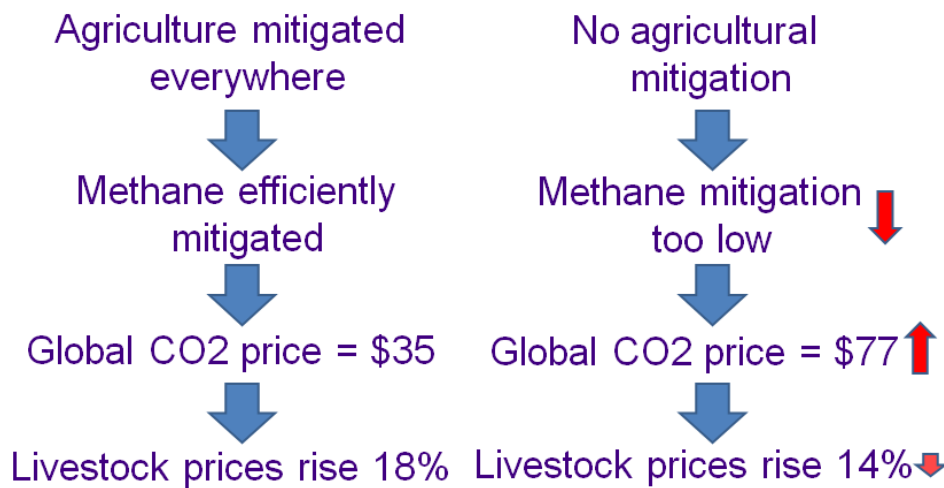 Agriculture mitigated
everywhere
Methane efficiently
mitigated
Global CO2 price = $35
Livestock prices rise 18%
No agricultural
mitigation
Methane mitigation
too low
Global CO2 price = $77
Livestock prices rise 14%